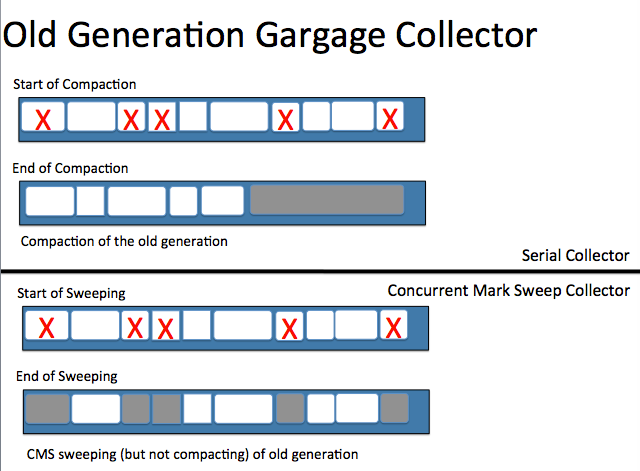 Old Generation Gargage Collector
Start of Compaction
X X X X X
End of Compaction
Compaction of the old generation
Serial Collector
Concurrent Mark Sweep Collector
Start of Sweeping
X X X X X
End of Sweeping
CMS sweeping (but not compacting) of old generation